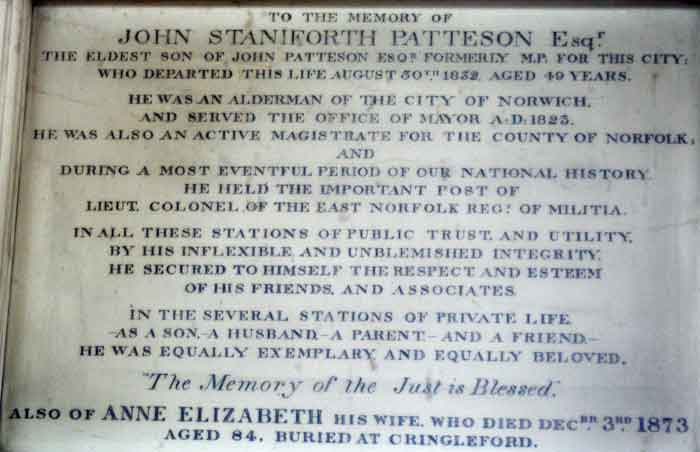 TO THE MEMORY OF
JOHN STANIFORTH PATTESON Esqr
THE ELDEST SON OF JOHN PATTESON ESQR. FORMERLY M.P. FOR THIS CITY;
WHO DEPARTED THIS LIFE AUGUST 30TH 1832. AGED 49 YEARS.
HE WAS AN ALDERMAN OF THE CITY OF NORWICH,
AND SERVED THE OFFICE OF MAYOR A:D:1823.
HE WAS ALSO AN ACTIVE MAGISTRATE FOR THE COUNTY OF NORFOLK;
AND
DURING A MOST EVENTFUL PERIOD OF OUR NATIONAL HISTORY
HE HELD THE IMPORTANT POST OF
LIEUT. COLONEL OF THE EAST NORFOLK REGT. OF MILITIA.
IN ALL THESE STATIONS OF PUBLIC TRUST, AND UTILITY,
BY HIS INFLEXIBLE AND UNBLEMISHED INTEGRITY,
HE SECURED TO HIMSELF THE RESPECT AND ESTEEM
OF HIS FRIENDS, AND ASSOCIATES.
IN THE SEVERAL STATIONS OF PRIVATE LIFE,
-AS A SON,-A HUSBAND,-A PARENT,-AND A FRIEND,-
HE WAS EQUALLY EXEMPLARY, AND EQUALLY BELOVED.
"The Memory of the Just is Blessed."
ALSO OF ANNE ELIZABETH HIS WIFE, WHO DIED DECBR. 3RD. 1873
AGED 84. BURIED AT CRINGLEFORD.